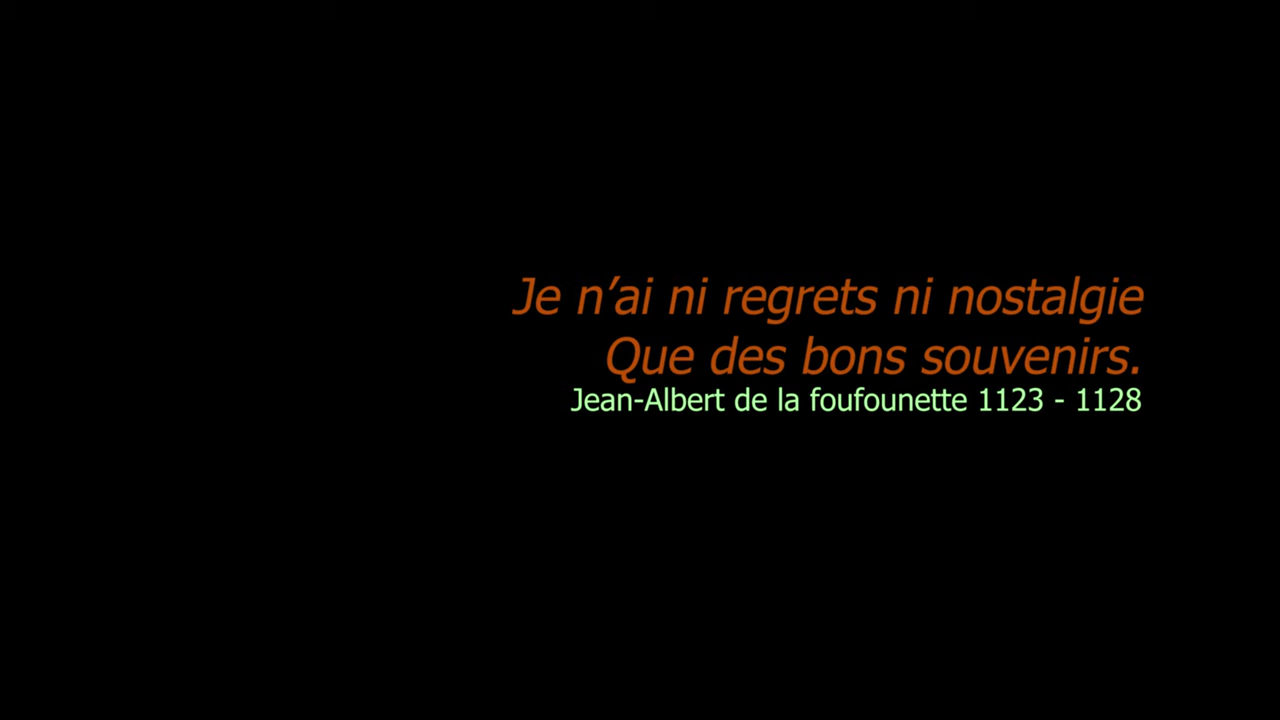 Je n’ai ni regrets ni nostalgie
Que des bons souvenirs.
Jean-Albert de la foufounette 1123 - 1128